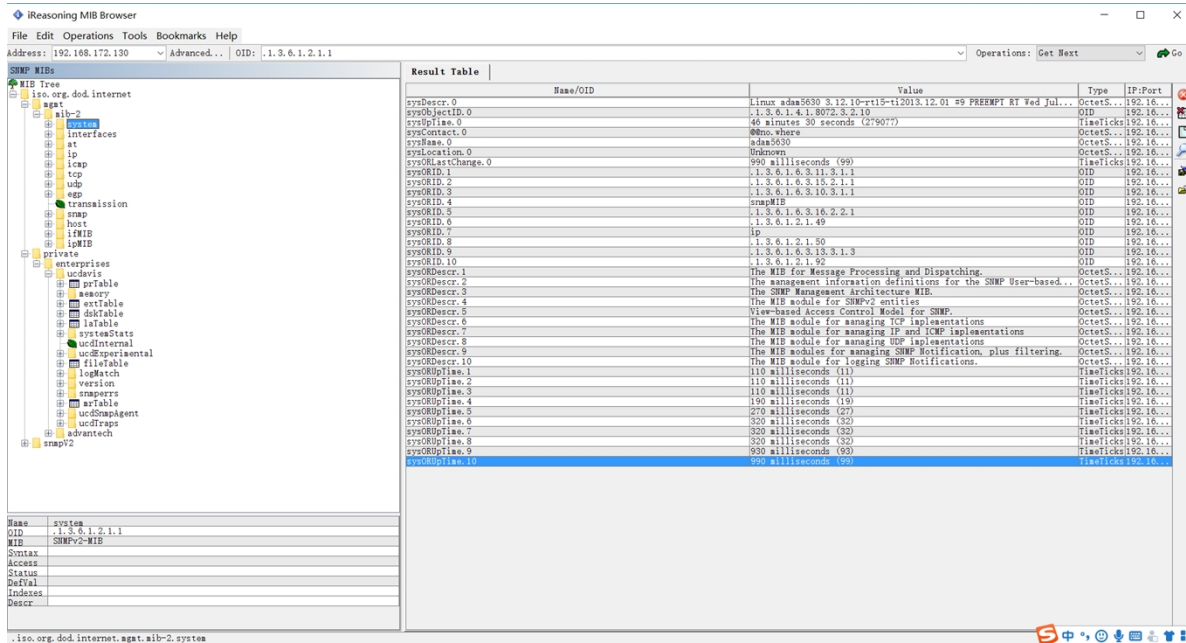 iReasoning MIB Browser
File Edit Operations Tools Bookmarks Help
Address: 192.168.172.130 Advanced... OID: .1.3.6.1.2.1.1 Operations: Get Next Go
SNMP MIBs
MIB Tree
iso.org.dod.internet
mgmt
mib-2
system
interfaces
at
ip
icmp
tcp
udp
egp
transmission
snmp
host
ifMIB
ipMIB
private
enterprises
ucdavis
prTable
memory
extTable
dskTable
laTable
systemStats
ucdInternal
ucdExperimental
fileTable
logMatch
version
snmperrs
mrTable
ucdSnmpAgent
ucdTraps
advantech
snmpV2
Name system
OID .1.3.6.1.2.1.1
MIB SNMPv2-MIB
Syntax
Access
Status
DefVal
Indexes
Descr
.iso.org.dod.internet.mgmt.mib-2.system
Result Table
Name/OID Value Type IP:Port
sysDescr.0 Linux adam5630 3.12.10-rt15-ti2013.12.01 #9 PREEMPT RT Wed Jul... OctetS... 192.16...
sysObjectID.0 .1.3.6.1.4.1.8072.3.2.10 OID 192.16...
sysUpTime.0 46 minutes 30 seconds (279077) TimeTicks 192.16...
sysContact.0 @@no.where OctetS... 192.16...
sysName.0 adam5630 OctetS... 192.16...
sysLocation.0 Unknown OctetS... 192.16...
sysORLastChange.0 990 milliseconds (99) TimeTicks 192.16...
sysORID.1 .1.3.6.1.6.3.11.3.1.1 OID 192.16...
sysORID.2 .1.3.6.1.6.3.15.2.1.1 OID 192.16...
sysORID.3 .1.3.6.1.6.3.10.3.1.1 OID 192.16...
sysORID.4 snmpMIB OID 192.16...
sysORID.5 .1.3.6.1.6.3.16.2.2.1 OID 192.16...
sysORID.6 .1.3.6.1.2.1.49 OID 192.16...
sysORID.7 ip OID 192.16...
sysORID.8 .1.3.6.1.2.1.50 OID 192.16...
sysORID.9 .1.3.6.1.6.3.13.3.1.3 OID 192.16...
sysORID.10 .1.3.6.1.2.1.92 OID 192.16...
sysORDescr.1 The MIB for Message Processing and Dispatching. OctetS... 192.16...
sysORDescr.2 The management information definitions for the SNMP User-based... OctetS... 192.16...
sysORDescr.3 The SNMP Management Architecture MIB. OctetS... 192.16...
sysORDescr.4 The MIB module for SNMPv2 entities OctetS... 192.16...
sysORDescr.5 View-based Access Control Model for SNMP. OctetS... 192.16...
sysORDescr.6 The MIB module for managing TCP implementations OctetS... 192.16...
sysORDescr.7 The MIB module for managing IP and ICMP implementations OctetS... 192.16...
sysORDescr.8 The MIB module for managing UDP implementations OctetS... 192.16...
sysORDescr.9 The MIB modules for managing SNMP Notification, plus filtering. OctetS... 192.16...
sysORDescr.10 The MIB module for logging SNMP Notifications. OctetS... 192.16...
sysORUpTime.1 110 milliseconds (11) TimeTicks 192.16...
sysORUpTime.2 110 milliseconds (11) TimeTicks 192.16...
sysORUpTime.3 110 milliseconds (11) TimeTicks 192.16...
sysORUpTime.4 190 milliseconds (19) TimeTicks 192.16...
sysORUpTime.5 270 milliseconds (27) TimeTicks 192.16...
sysORUpTime.6 320 milliseconds (32) TimeTicks 192.16...
sysORUpTime.7 320 milliseconds (32) TimeTicks 192.16...
sysORUpTime.8 320 milliseconds (32) TimeTicks 192.16...
sysORUpTime.9 930 milliseconds (93) TimeTicks 192.16...
sysORUpTime.10 990 milliseconds (99) TimeTicks 192.16...
中